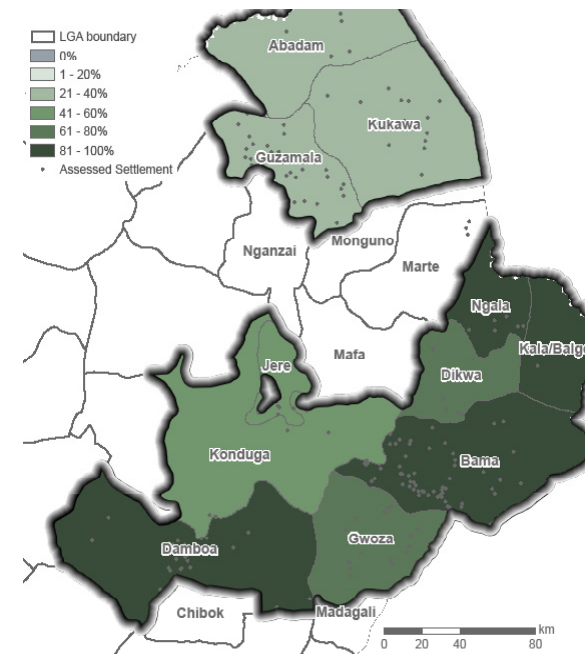 LGA boundary
0%
1 - 20%
21 - 40%
41 - 60%
61 - 80%
81 - 100%
Assessed Settlement
Abadam
Kukawa
Guzamala
Nganzai
Monguno
Marte
Ngala
Kala/Balge
Mafa
Jere
Dikwa
Konduga
Bama
Damboa
Gwoza
Chibok
Madagali
km
0 20 40 80